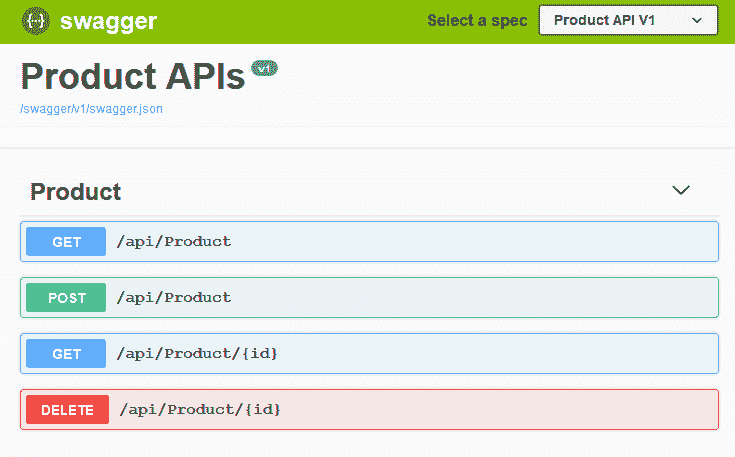 {··} swagger Select a spec Product API V1
Product APIs v1
/swagger/v1/swagger.json
Product
GET /api/Product
POST /api/Product
GET /api/Product/{id}
DELETE /api/Product/{id}